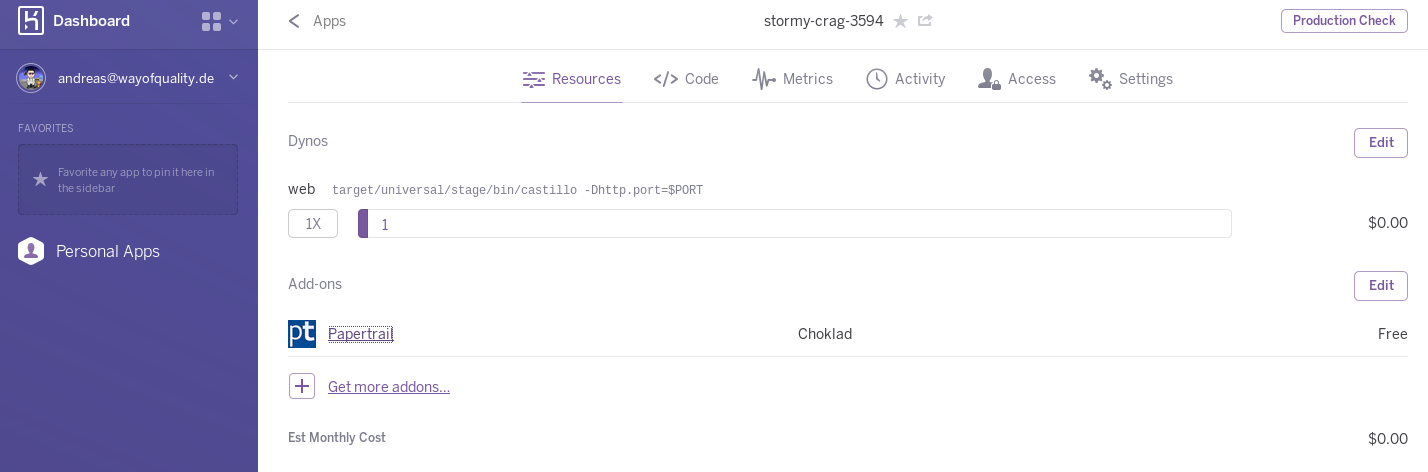 Dashboard
Apps
stormy-crag-3594
Production Check
andreas@wayofquality.de
Resources
Code
Metrics
Activity
Access
Settings
FAVORITES
Favorite any app to pin it here in
the sidebar
Personal Apps
Dynos
Edit
web target/universal/stage/bin/castillo -Dhttp.port=$PORT
1X
1
$0.00
Add-ons
Edit
pt
Papertrail
Choklad
Free
Get more addons...
Est Monthly Cost
$0.00